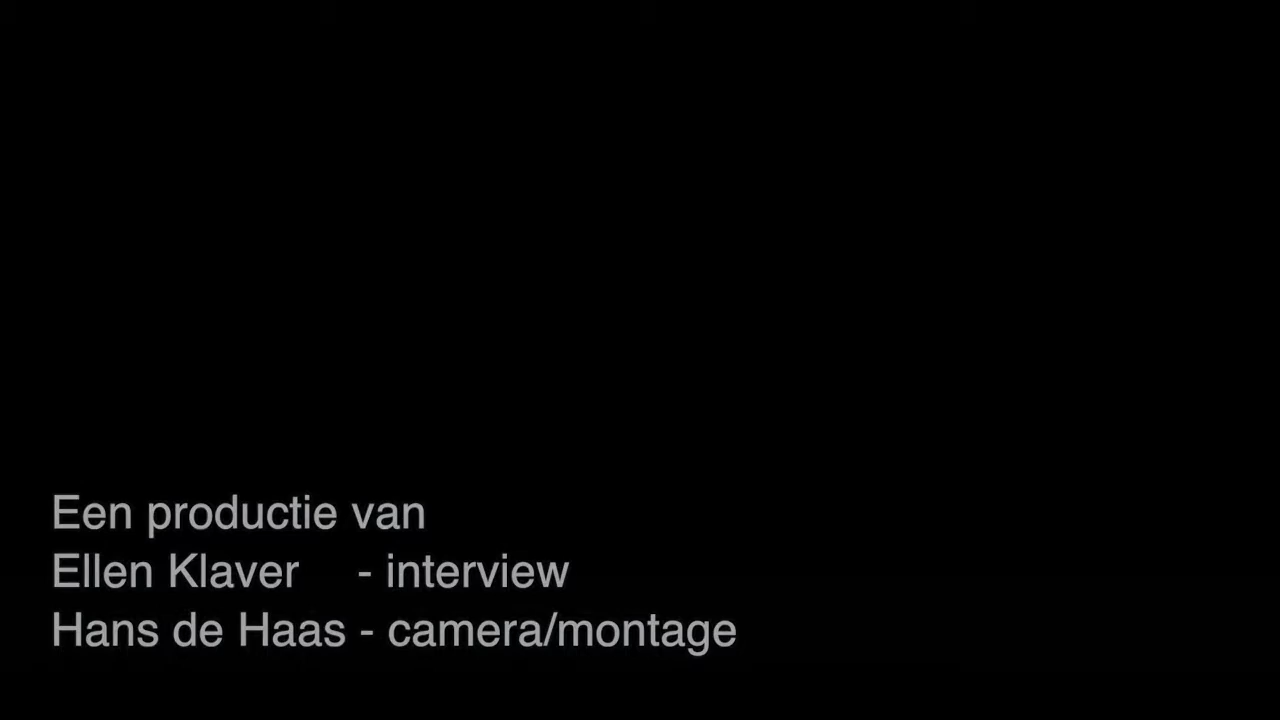 Een productie van
Ellen Klaver - interview
Hans de Haas - camera/montage